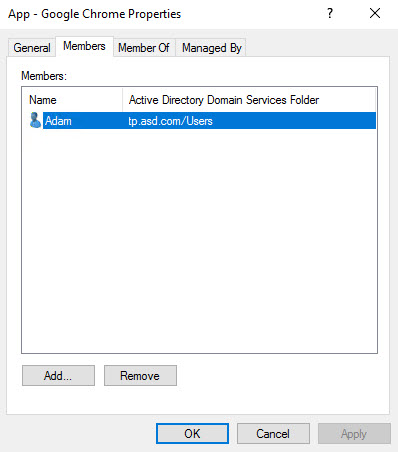 App - Google Chrome Properties ? ×
General Members Member Of Managed By
Members:
Name Active Directory Domain Services Folder
Adam tp.asd.com/Users
Add... Remove
OK Cancel Apply